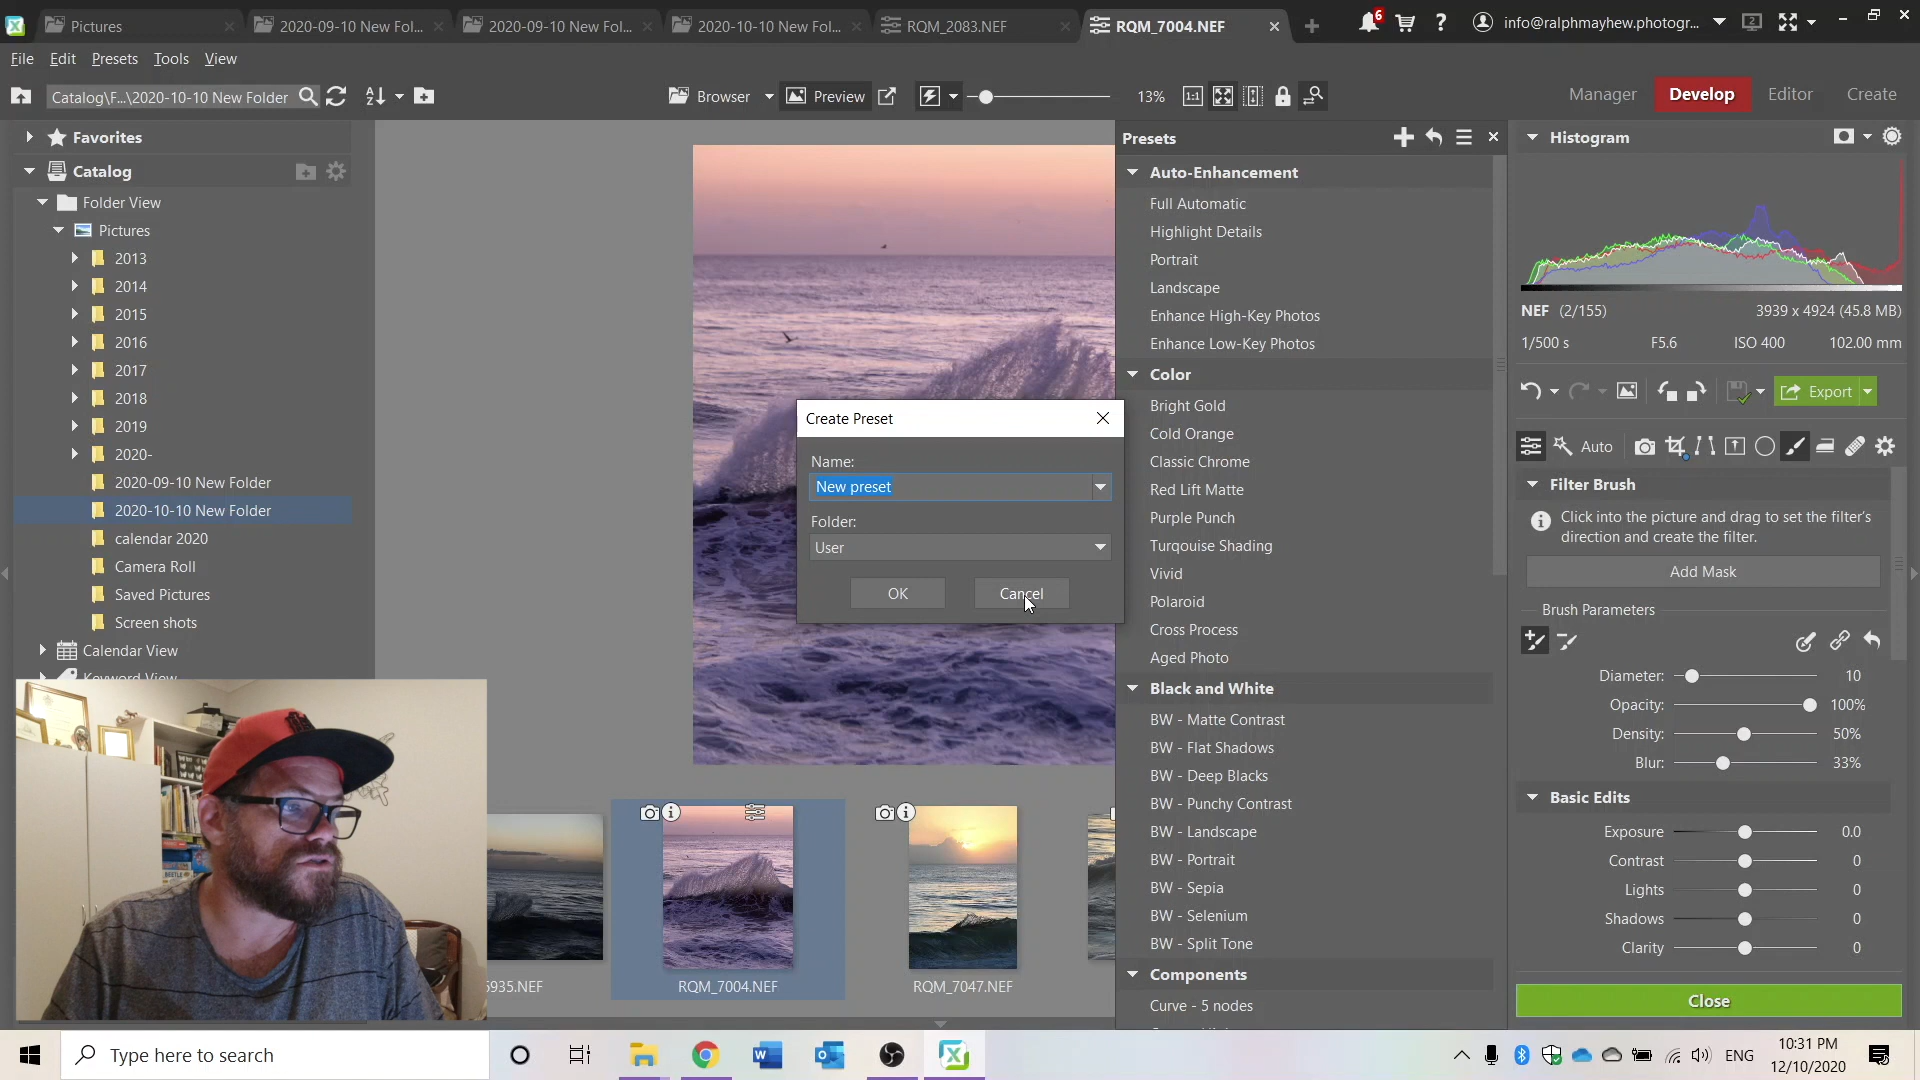 Pictures
2020-09-10 New Fol...
2020-09-10 New Fol...
2020-10-10 New Fol...
RQM_2083.NEF
RQM_7004.NEF
6
info@ralphmayhew.photogr...
2
File Edit Presets Tools View
Catalog\F...\2020-10-10 New Folder
Browser
Preview
13%
1:1
Manager
Develop
Editor
Create
Favorites
Catalog
Folder View
Pictures
2013
2014
2015
2016
2017
2018
2019
2020-
2020-09-10 New Folder
2020-10-10 New Folder
calendar 2020
Camera Roll
Saved Pictures
Screen shots
Calendar View
Keyword View
Create Preset
Name:
New preset
Folder:
User
OK
Cancel
6935.NEF
RQM_7004.NEF
RQM_7047.NEF
Presets
Auto-Enhancement
Full Automatic
Highlight Details
Portrait
Landscape
Enhance High-Key Photos
Enhance Low-Key Photos
Color
Bright Gold
Cold Orange
Classic Chrome
Red Lift Matte
Purple Punch
Turqouise Shading
Vivid
Polaroid
Cross Process
Aged Photo
Black and White
BW - Matte Contrast
BW - Flat Shadows
BW - Deep Blacks
BW - Punchy Contrast
BW - Landscape
BW - Portrait
BW - Sepia
BW - Selenium
BW - Split Tone
Components
Curve - 5 nodes
Histogram
NEF (2/155) 3939 x 4924 (45.8 MB)
1/500 s F5.6 ISO 400 102.00 mm
Export
Auto
Filter Brush
Click into the picture and drag to set the filter's
direction and create the filter.
Add Mask
Brush Parameters
Diameter: 10
Opacity: 100%
Density: 50%
Blur: 33%
Basic Edits
Exposure 0.0
Contrast 0
Lights 0
Shadows 0
Clarity 0
Close
Type here to search
ENG
10:31 PM
12/10/2020